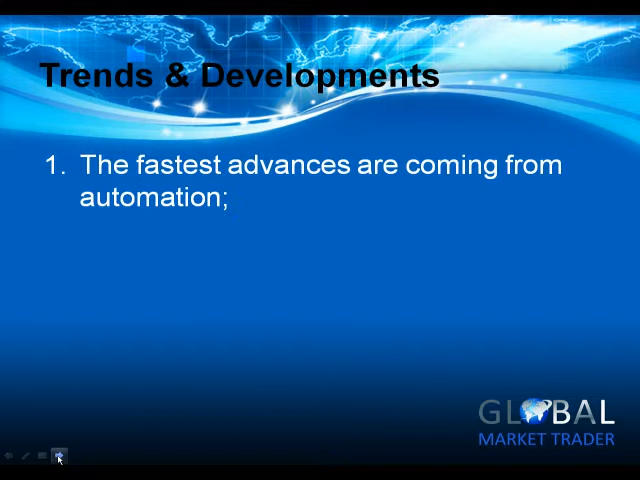 Trends & Developments
1. The fastest advances are coming from
automation;
GLOBAL
MARKET TRADER